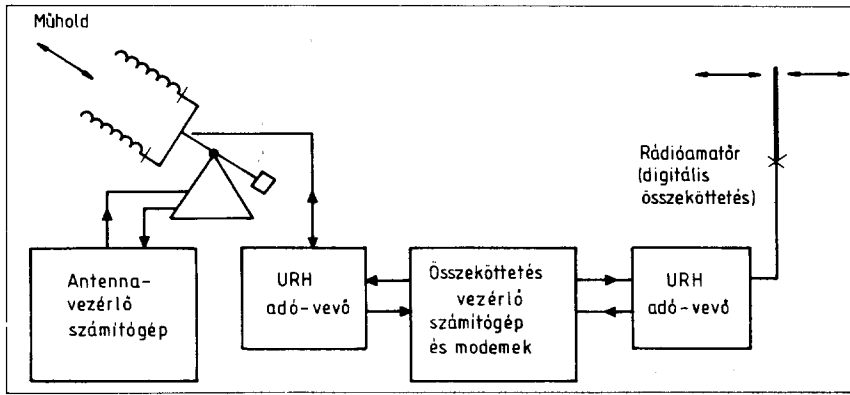 Műhold
Rádióamatőr
(digitális
összeköttetés)
Antenna-
vezérlő
számítógép
URH
adó-vevő
Összeköttetés
vezérlő
számítógép
és modemek
URH
adó-vevő